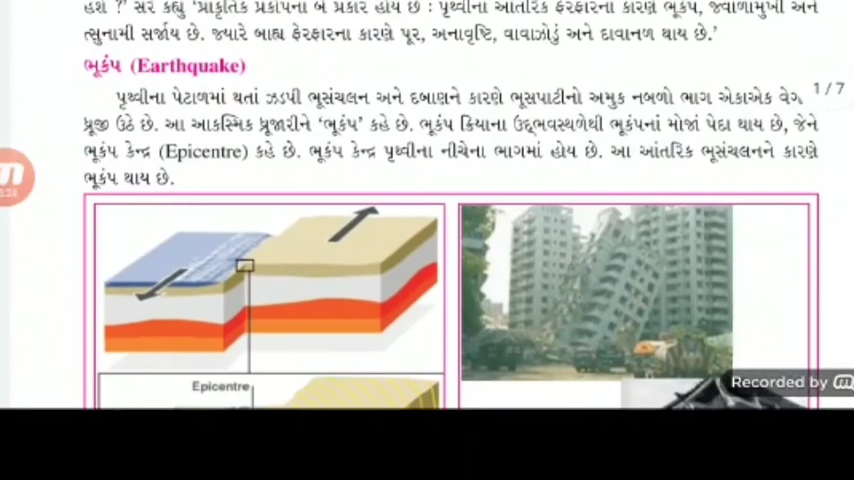 હશે ?' સરે કહ્યું 'પ્રાકૃતિક પ્રકોપના બે પ્રકાર હોય છે : પૃથ્વીના આંતરિક ફેરફારના કારણે ભૂકંપ, જ્વાળામુખી અને
ત્સુનામી સર્જાય છે. જ્યારે બાહ્ય ફેરફારના કારણે પૂર, અનાવૃષ્ટિ, વાવાઝોડું અને દાવાનળ થાય છે.'
ભૂકંપ (Earthquake)
પૃથ્વીના પેટાળમાં થતાં ઝડપી ભૂસંચલન અને દબાણને કારણે ભૂસપાટીનો અમુક નબળો ભાગ એકાએક
1/7
ધ્રૂજી ઉઠે છે. આ આકસ્મિક ધ્રૂજારીને 'ભૂકંપ' કહે છે. ભૂકંપ ક્રિયાના ઉદ્દભવસ્થળેથી ભૂકંપનાં મોજાં પેદા થાય છે, જેને
ભૂકંપ કેન્દ્ર (Epicentre) કહે છે. ભૂકંપ કેન્દ્ર પૃથ્વીના નીચેના ભાગમાં હોય છે. આ આંતરિક ભૂસંચલનને કારણે
ભૂકંપ થાય છે.
Epicentre
Recorded by